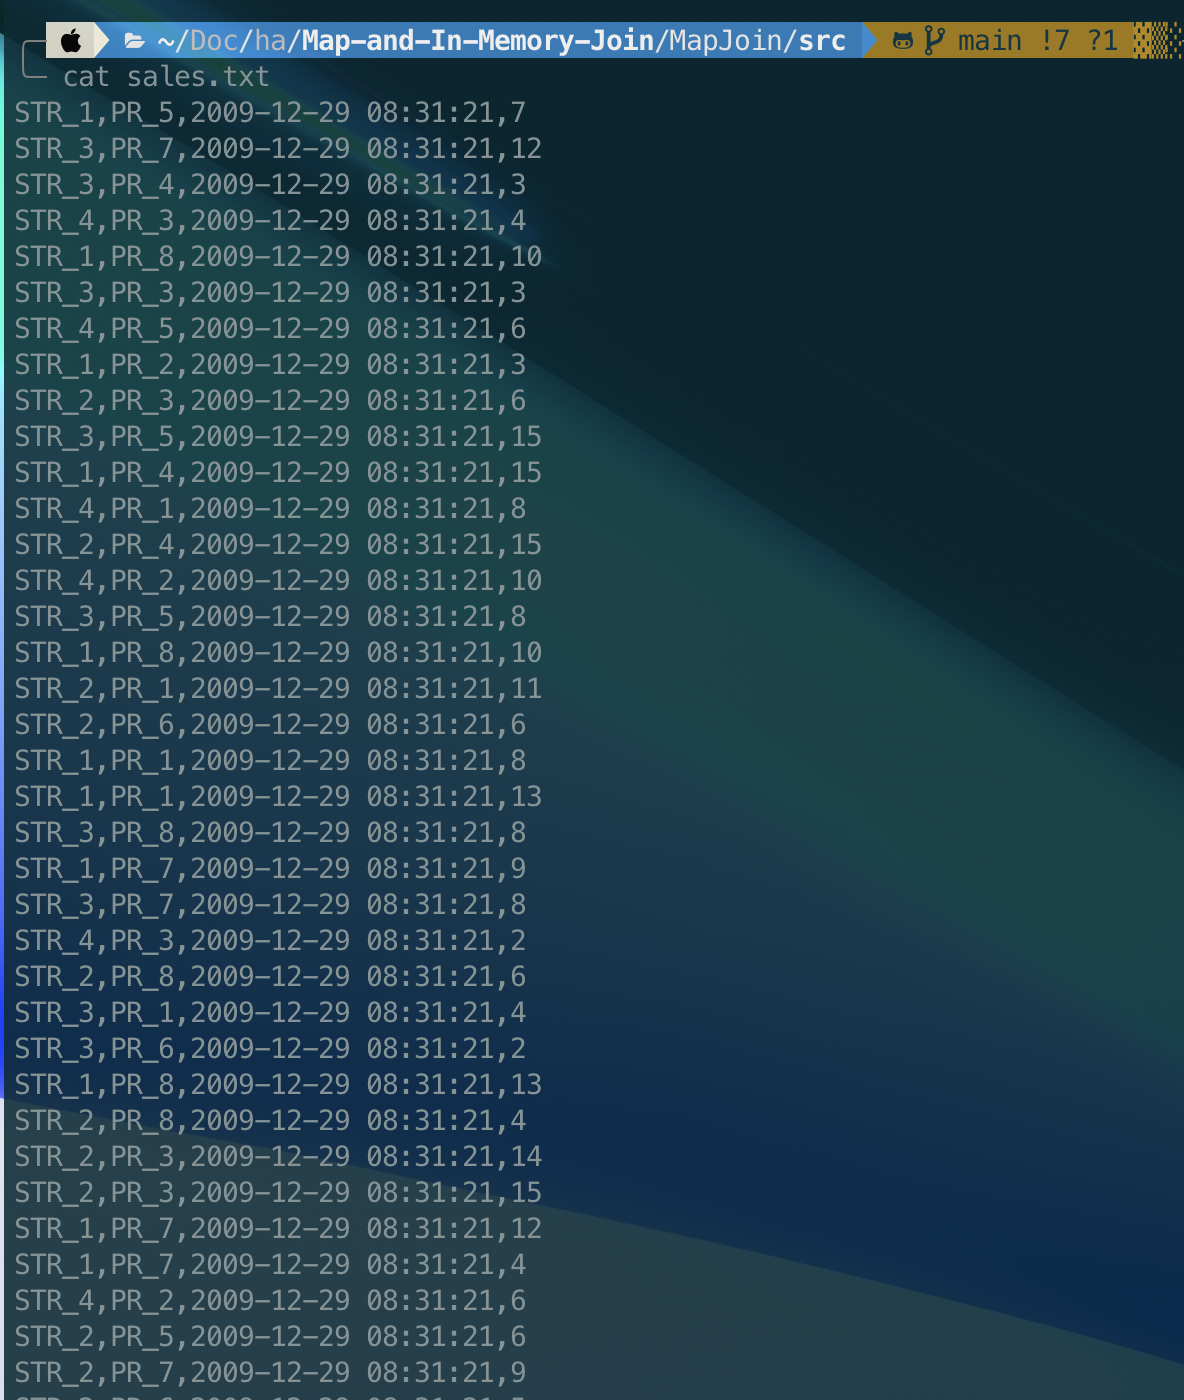 ~/Doc/ha/Map-and-In-Memory-Join/MapJoin/src main !7 ?1
cat sales.txt
STR_1,PR_5,2009-12-29 08:31:21,7
STR_3,PR_7,2009-12-29 08:31:21,12
STR_3,PR_4,2009-12-29 08:31:21,3
STR_4,PR_3,2009-12-29 08:31:21,4
STR_1,PR_8,2009-12-29 08:31:21,10
STR_3,PR_3,2009-12-29 08:31:21,3
STR_4,PR_5,2009-12-29 08:31:21,6
STR_1,PR_2,2009-12-29 08:31:21,3
STR_2,PR_3,2009-12-29 08:31:21,6
STR_3,PR_5,2009-12-29 08:31:21,15
STR_1,PR_4,2009-12-29 08:31:21,15
STR_4,PR_1,2009-12-29 08:31:21,8
STR_2,PR_4,2009-12-29 08:31:21,15
STR_4,PR_2,2009-12-29 08:31:21,10
STR_3,PR_5,2009-12-29 08:31:21,8
STR_1,PR_8,2009-12-29 08:31:21,10
STR_2,PR_1,2009-12-29 08:31:21,11
STR_2,PR_6,2009-12-29 08:31:21,6
STR_1,PR_1,2009-12-29 08:31:21,8
STR_1,PR_1,2009-12-29 08:31:21,13
STR_3,PR_8,2009-12-29 08:31:21,8
STR_1,PR_7,2009-12-29 08:31:21,9
STR_3,PR_7,2009-12-29 08:31:21,8
STR_4,PR_3,2009-12-29 08:31:21,2
STR_2,PR_8,2009-12-29 08:31:21,6
STR_3,PR_1,2009-12-29 08:31:21,4
STR_3,PR_6,2009-12-29 08:31:21,2
STR_1,PR_8,2009-12-29 08:31:21,13
STR_2,PR_8,2009-12-29 08:31:21,4
STR_2,PR_3,2009-12-29 08:31:21,14
STR_2,PR_3,2009-12-29 08:31:21,15
STR_1,PR_7,2009-12-29 08:31:21,12
STR_1,PR_7,2009-12-29 08:31:21,4
STR_4,PR_2,2009-12-29 08:31:21,6
STR_2,PR_5,2009-12-29 08:31:21,6
STR_2,PR_7,2009-12-29 08:31:21,9